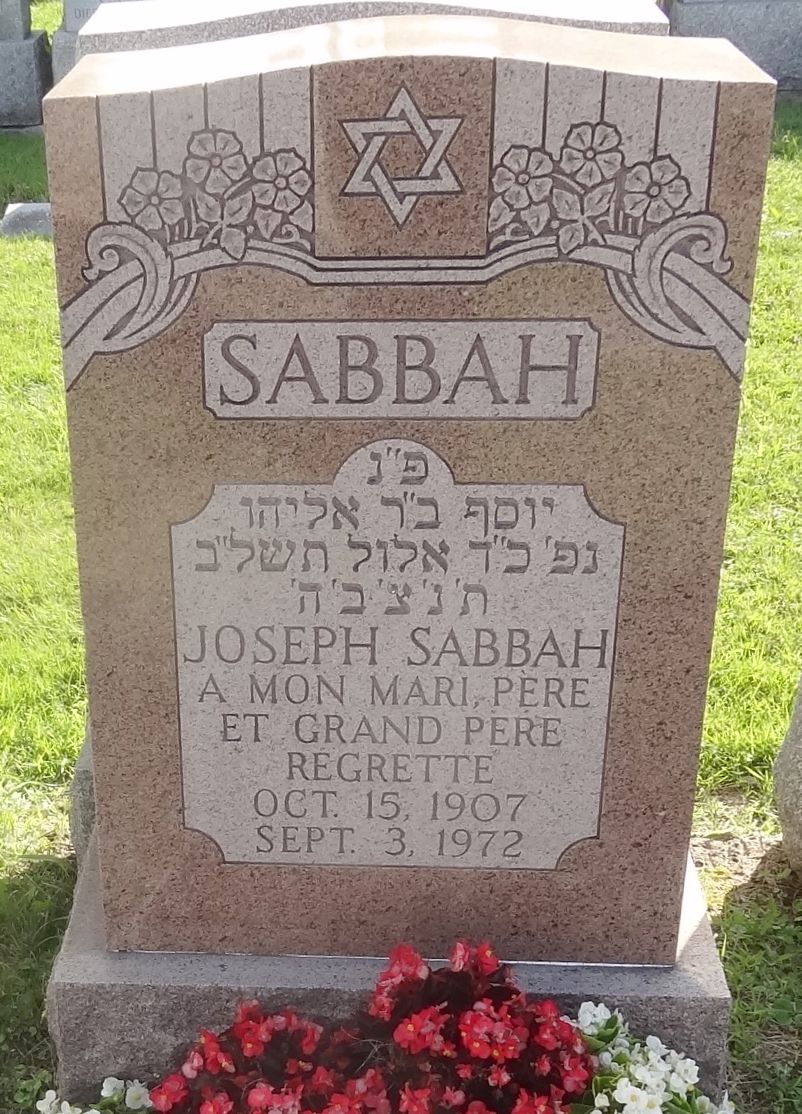 SABBAH
פ"נ
יוסף ב"ר אליהו
נפ' כ"ד אלול תשל"ב
ת'נ'צ'ב'ה'
JOSEPH SABBAH
A MON MARI, PERE
ET GRAND PERE
REGRETTE
OCT. 15, 1907
SEPT. 3, 1972